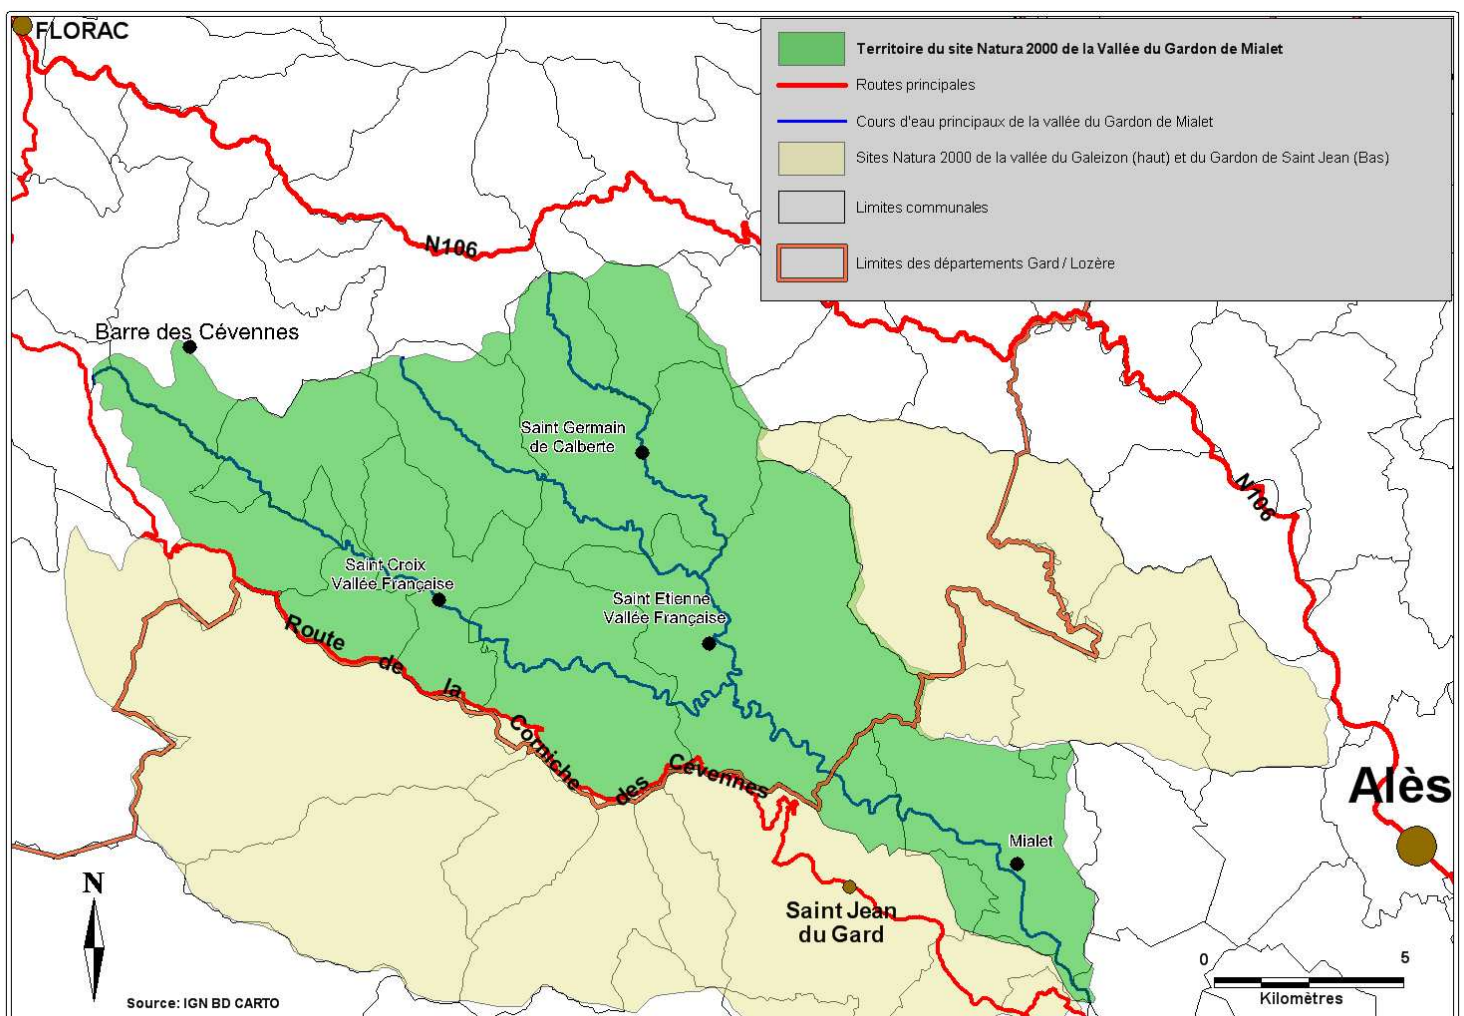 FLORAC
Territoire du site Natura 2000 de la Vallée du Gardon de Mialet
Routes principales
Cours d'eau principaux de la vallée du Gardon de Mialet
Sites Natura 2000 de la vallée du Galeizon (haut) et du Gardon de Saint Jean (Bas)
Limites communales
Limites des départements Gard / Lozère
N106
Barre des Cévennes
Saint Germain
de Calberte
N106
Saint Croix
Vallée Française
Saint Etienne
Vallée Française
Route de la Corniche des Cévennes
Alès
Mialet
N
Saint Jean
du Gard
0 5
Kilomètres
Source: IGN BD CARTO